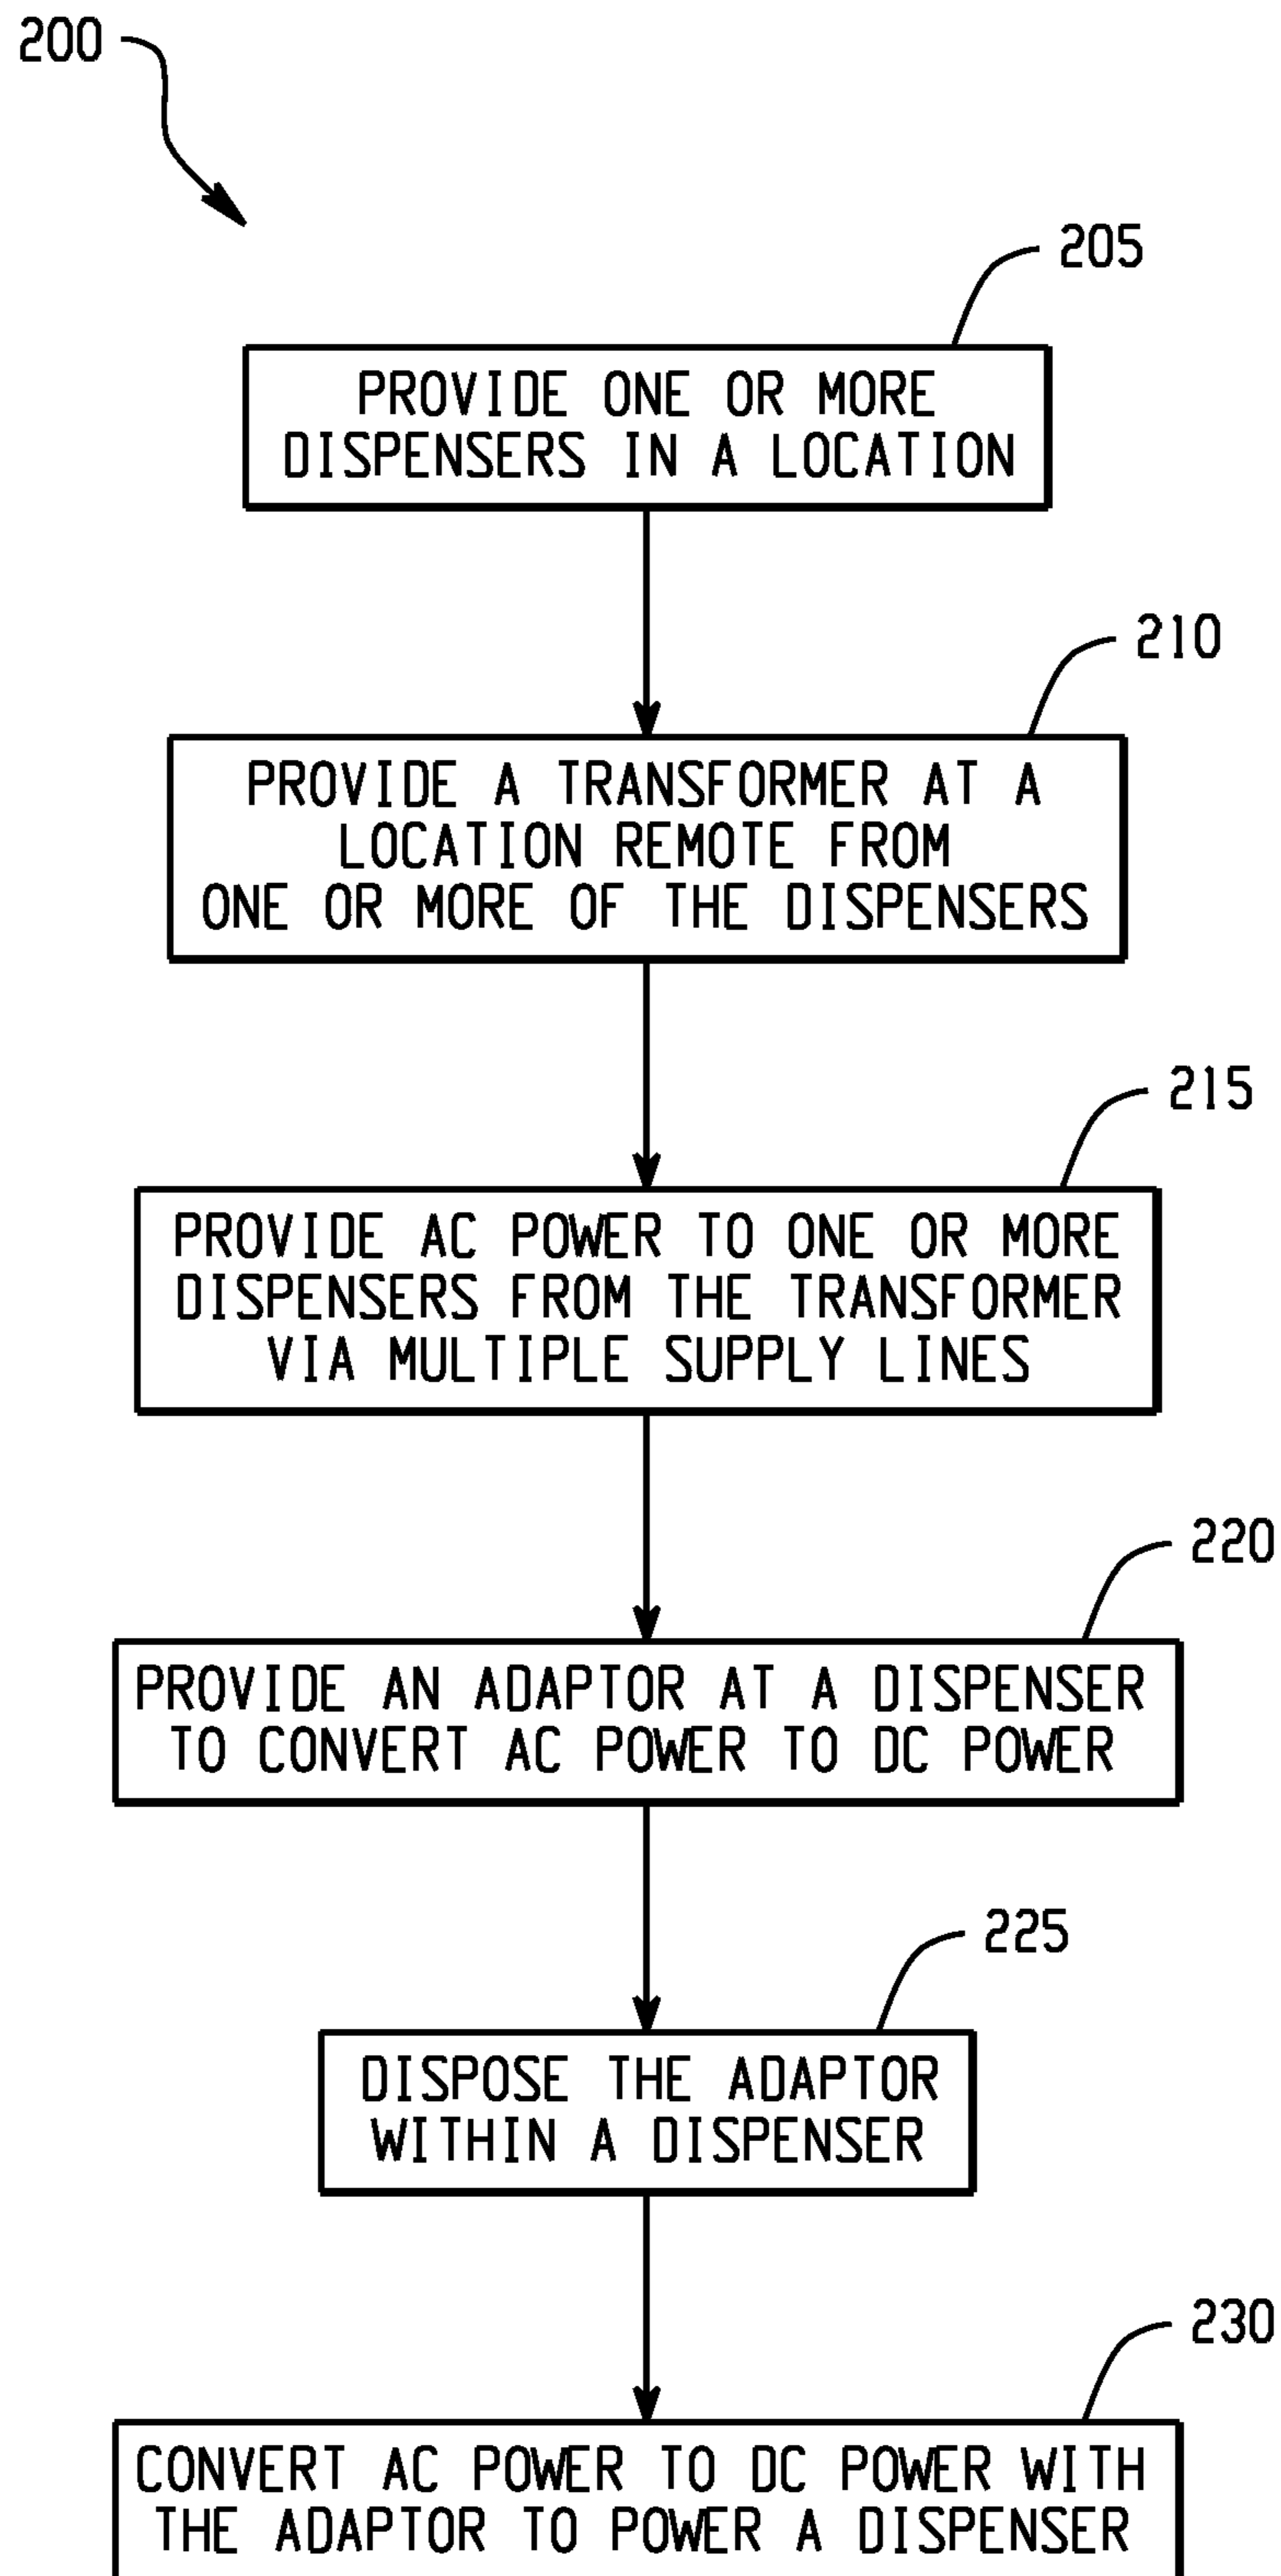 200
205
PROVIDE ONE OR MORE
DISPENSERS IN A LOCATION
210
PROVIDE A TRANSFORMER AT A
LOCATION REMOTE FROM
ONE OR MORE OF THE DISPENSERS
215
PROVIDE AC POWER TO ONE OR MORE
DISPENSERS FROM THE TRANSFORMER
VIA MULTIPLE SUPPLY LINES
220
PROVIDE AN ADAPTOR AT A DISPENSER
TO CONVERT AC POWER TO DC POWER
225
DISPOSE THE ADAPTOR
WITHIN A DISPENSER
230
CONVERT AC POWER TO DC POWER WITH
THE ADAPTOR TO POWER A DISPENSER